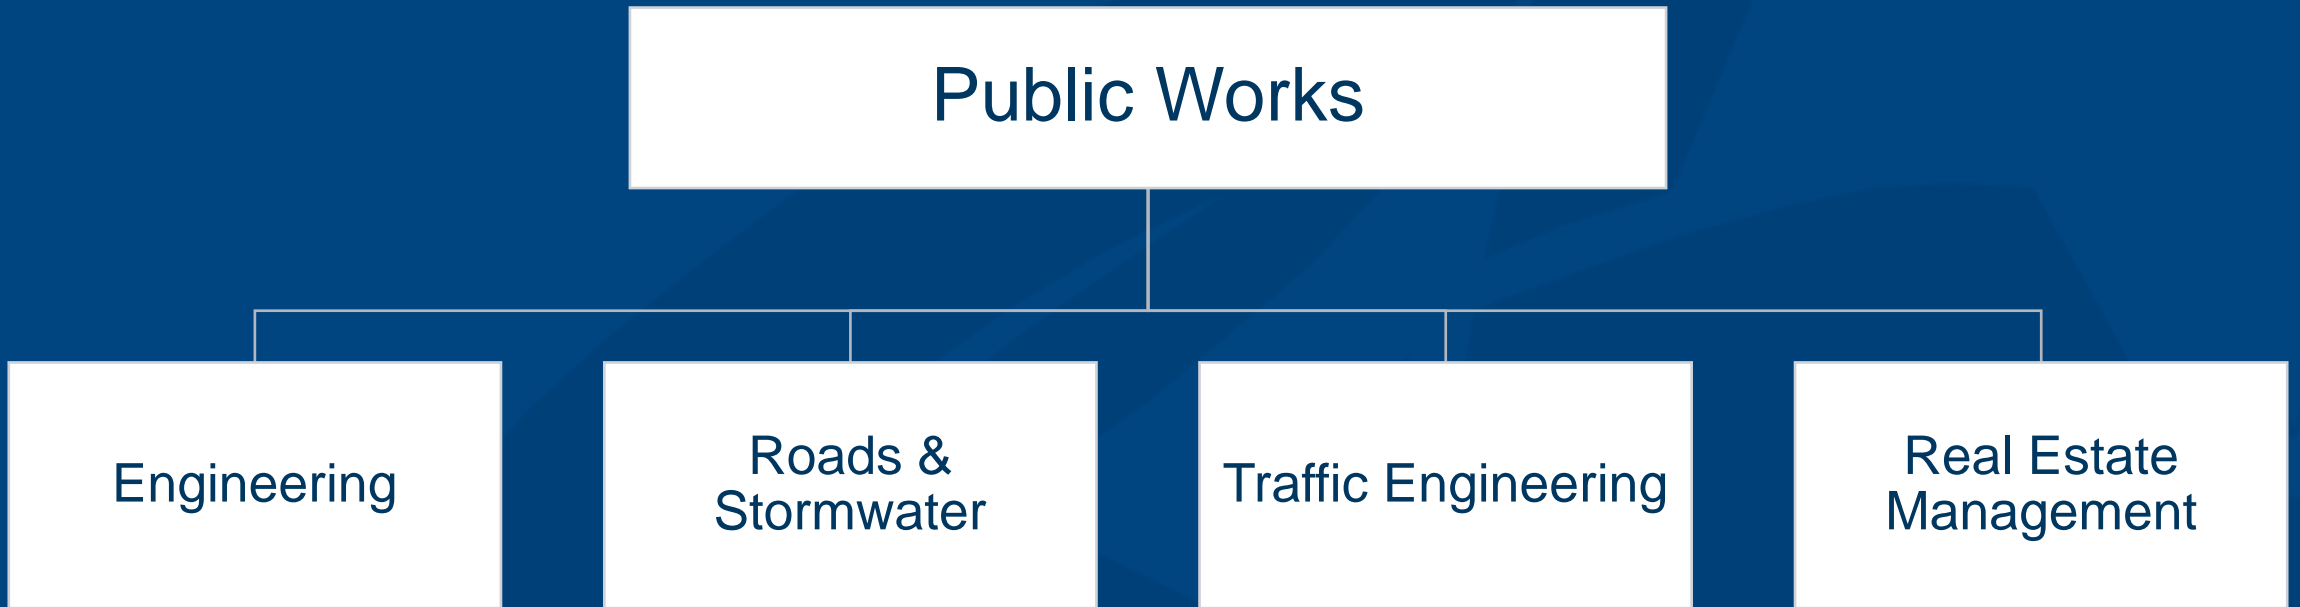 Public Works
Engineering
Roads &
Stormwater
Traffic Engineering
Real Estate
Management